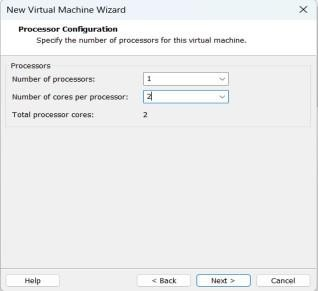 New Virtual Machine Wizard
Processor Configuration
Specify the number of processors for this virtual machine.
Processors
Number of processors: 1
Number of cores per processor: 2
Total processor cores: 2
Help < Back Next > Cancel